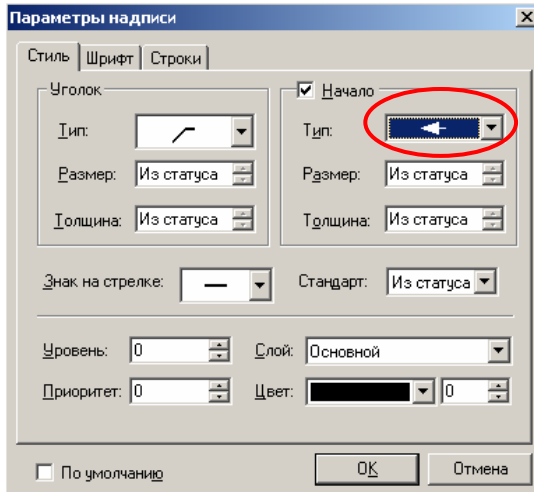 Параметры надписи
Стиль Шрифт Строки
Уголок Начало
Тип: Тип:
Размер: Из статуса Размер: Из статуса
Толщина: Из статуса Толщина: Из статуса
Знак на стрелке: Стандарт: Из статуса
Уровень: 0 Слой: Основной
Приоритет: 0 Цвет: 0
По умолчанию OK Отмена